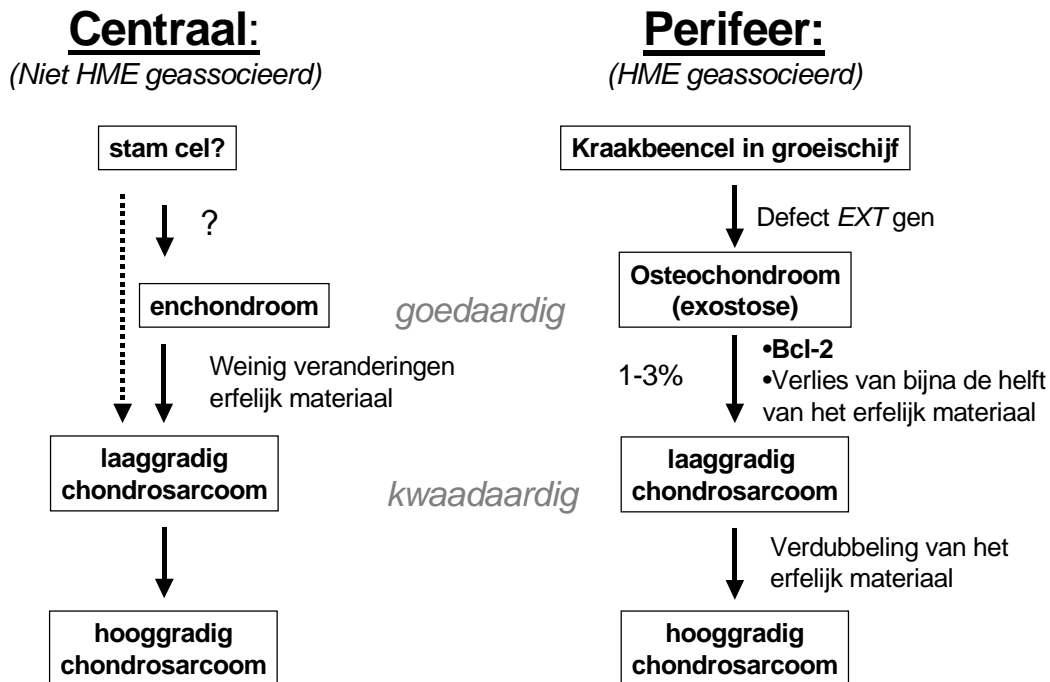 Centraal:
(Niet HME geassocieerd)
stam cel?
?
enchondroom
Weinig veranderingen
erfelijk materiaal
laaggradig
chondrosarcoom
hooggradig
chondrosarcoom
goedaardig
kwaadaardig
Perifeer:
(HME geassocieerd)
Kraakbeencel in groeischijf
Defect EXT gen
Osteochondroom
(exostose)
1-3%
•Bcl-2
•Verlies van bijna de helft
van het erfelijk materiaal
laaggradig
chondrosarcoom
Verdubbeling van het
erfelijk materiaal
hooggradig
chondrosarcoom